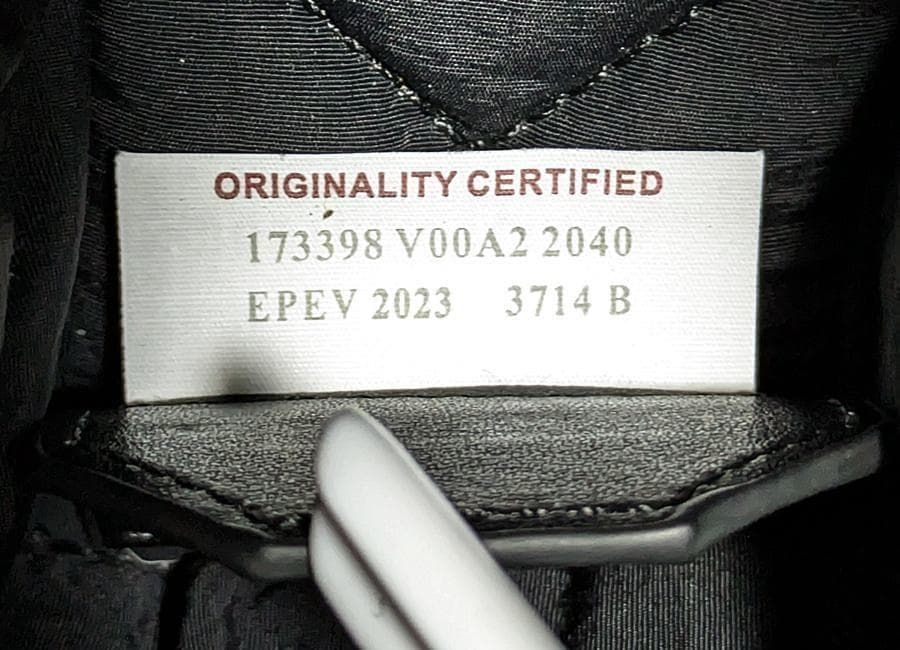 ORIGINALITY CERTIFIED
173398 V00A2 2040
EPEV 2023 3714 B